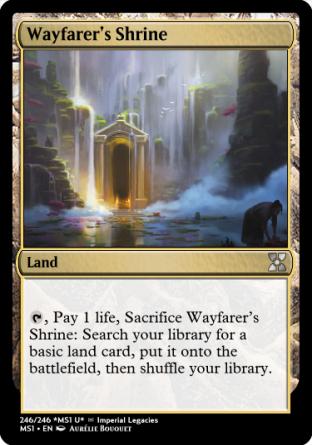 Wayfarer's Shrine
Land
, Pay 1 life, Sacrifice Wayfarer's
Shrine: Search your library for a
basic land card, put it onto the
battlefield, then shuffle your library.
246/246 *MS1 U* ∞ Imperial Legacies
MS1 • EN Aurélie Bouquet